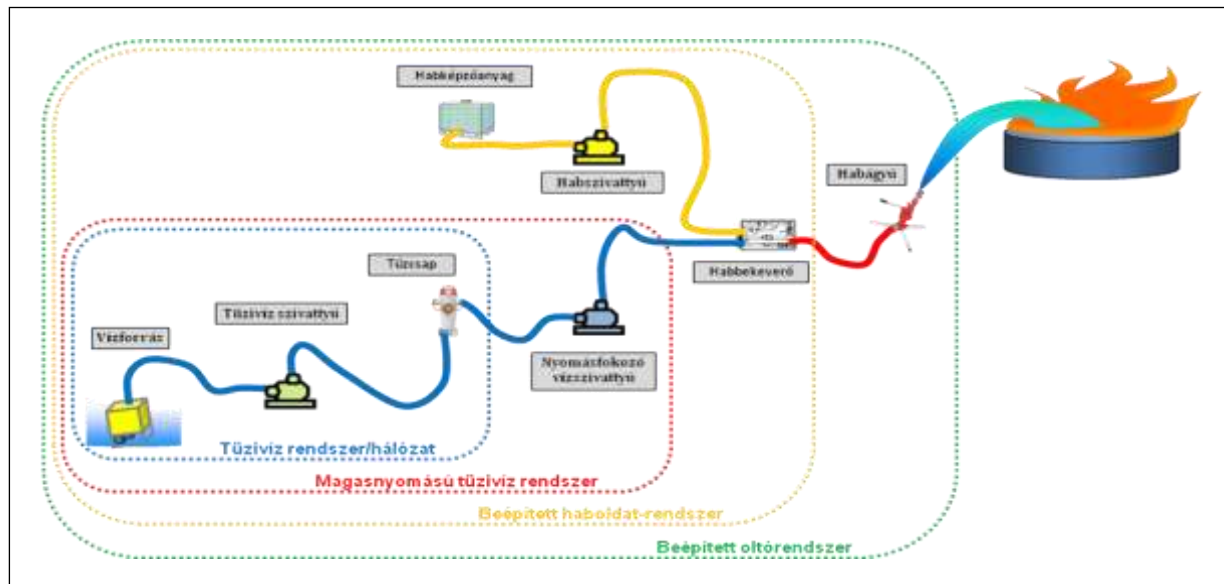 Habképzőanyag
Habszivattyú
Habágyú
Habbekeverő
Tűzcsap
Tűzivíz szivattyú
Vízforrás
Nyomásfokozó
vízszivattyú
Tűzivíz rendszer/hálózat
Magasnyomású tűzivíz rendszer
Beépített haboldat-rendszer
Beépített oltórendszer